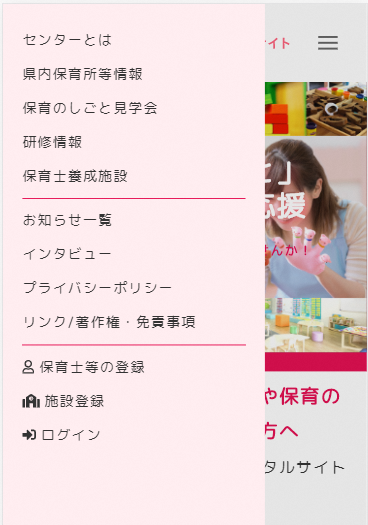 センターとは
イト
県内保育所等情報
保育のしごと見学会
研修情報
保育士養成施設
と」
応援
お知らせ一覧
せんか！
インタビュー
プライバシーポリシー
リンク/著作権・免責事項
保育士等の登録
や保育の
施設登録
方へ
ログイン
タルサイト